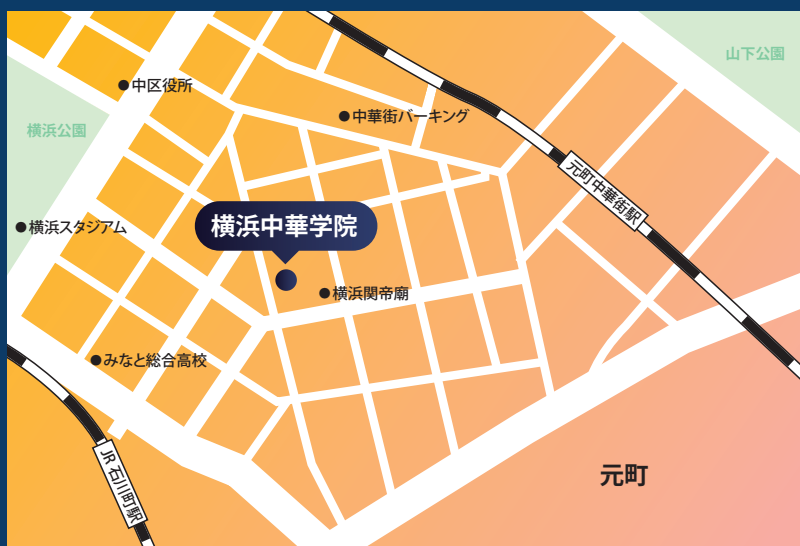 山下公園
中区役所
中華街パーキング
横浜公園
元町中華街駅
横浜スタジアム
横浜中華学院
横浜関帝廟
みなと総合高校
JR 石川町駅
元町